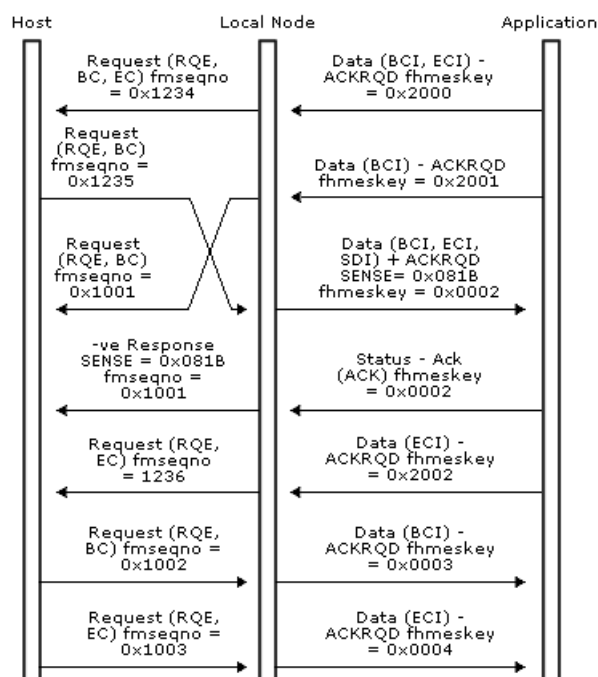 Host
Local Node
Application
Request (RQE,
BC, EC) fmseqno
= 0x1234
Data (BCI, ECI) -
ACKRQD fhmeskey
= 0x2000
Request
(RQE, BC)
fmseqno =
0x1235
Data (BCI) - ACKRQD
fhmeskey = 0x2001
Request
(RQE, BC)
fmseqno =
0x1001
Data (BCI, ECI,
SDI) + ACKRQD
SENSE= 0x081B
fhmeskey = 0x0002
-ve Response
SENSE = 0x081B
fmseqno =
0x1001
Status - Ack
(ACK) fhmeskey
= 0x0002
Request (RQE,
EC) fmseqno
= 1236
Data (ECI) -
ACKRQD fhmeskey
= 0x2002
Request (RQE,
BC) fmseqno =
0x1002
Data (BCI) -
ACKRQD fhmeskey
= 0x0003
Request (RQE,
EC) fmseqno =
0x1003
Data (ECI) -
ACKRQD fhmeskey
= 0x0004